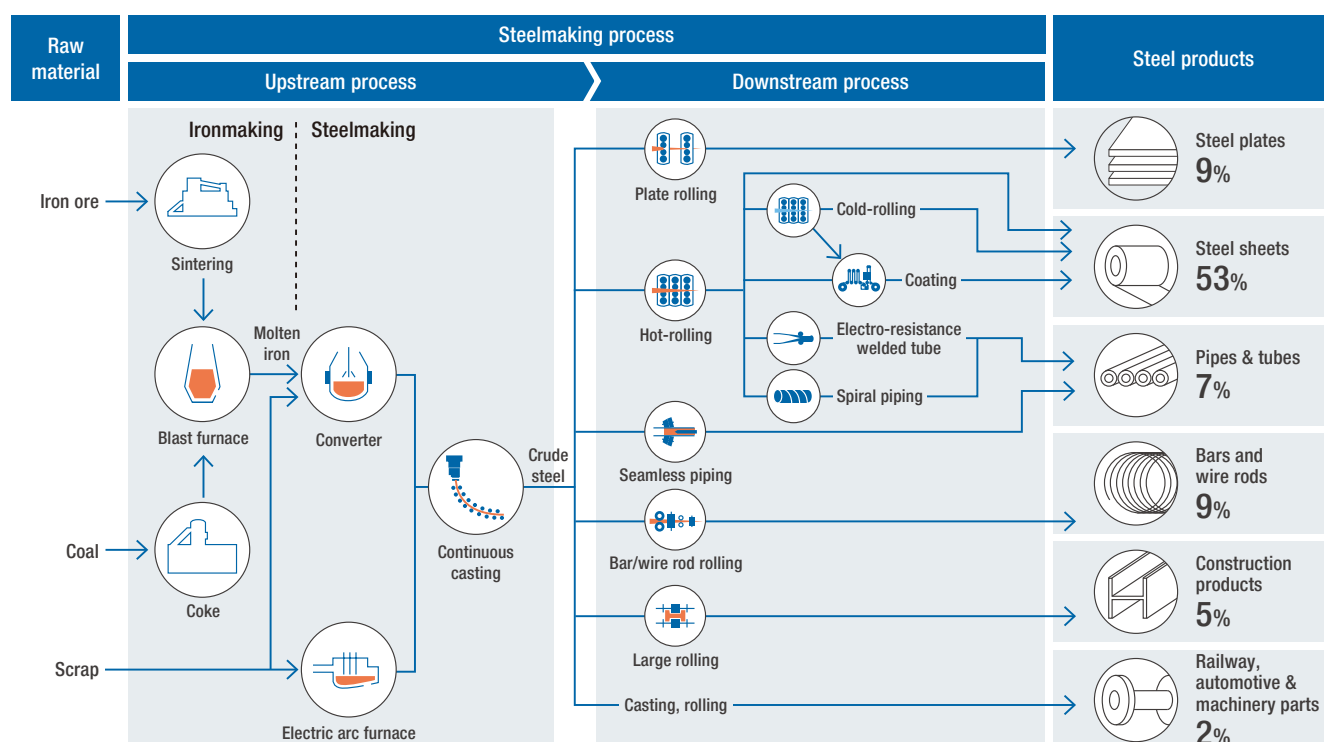 Raw
material
Steelmaking process
Upstream process
Downstream process
Steel products
Ironmaking
Steelmaking
Iron ore
Sintering
Molten
iron
Blast furnace
Converter
Coal
Coke
Scrap
Electric arc furnace
Continuous
casting
Crude
steel
Plate rolling
Hot-rolling
Cold-rolling
Coating
Electro-resistance
welded tube
Spiral piping
Seamless piping
Bar/wire rod rolling
Large rolling
Casting, rolling
Steel plates
9%
Steel sheets
53%
Pipes & tubes
7%
Bars and
wire rods
9%
Construction
products
5%
Railway,
automotive &
machinery parts
2%